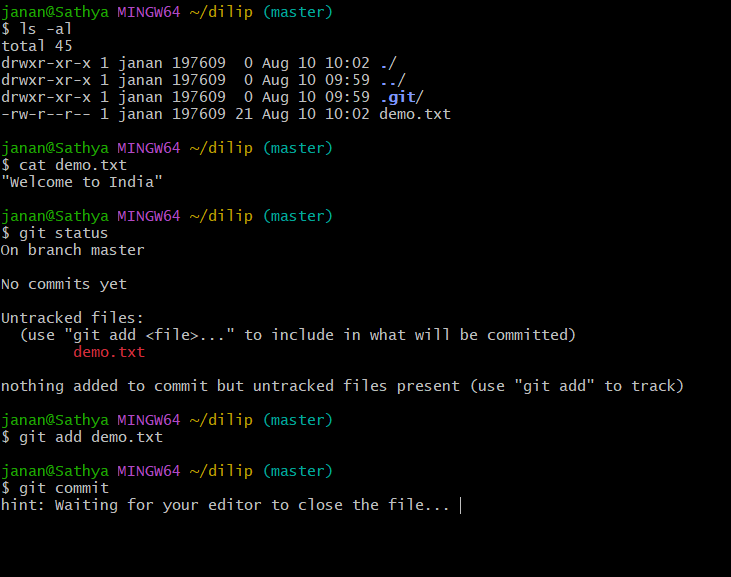 janan@Sathya MINGW64 ~/dilip (master)
$ ls -al
total 45
drwxr-xr-x 1 janan 197609  0 Aug 10 10:02 ./
drwxr-xr-x 1 janan 197609  0 Aug 10 09:59 ../
drwxr-xr-x 1 janan 197609  0 Aug 10 09:59 .git/
-rw-r--r-- 1 janan 197609 21 Aug 10 10:02 demo.txt

janan@Sathya MINGW64 ~/dilip (master)
$ cat demo.txt
"Welcome to India"

janan@Sathya MINGW64 ~/dilip (master)
$ git status
On branch master

No commits yet

Untracked files:
  (use "git add <file>..." to include in what will be committed)
        demo.txt

nothing added to commit but untracked files present (use "git add" to track)

janan@Sathya MINGW64 ~/dilip (master)
$ git add demo.txt

janan@Sathya MINGW64 ~/dilip (master)
$ git commit
hint: Waiting for your editor to close the file...